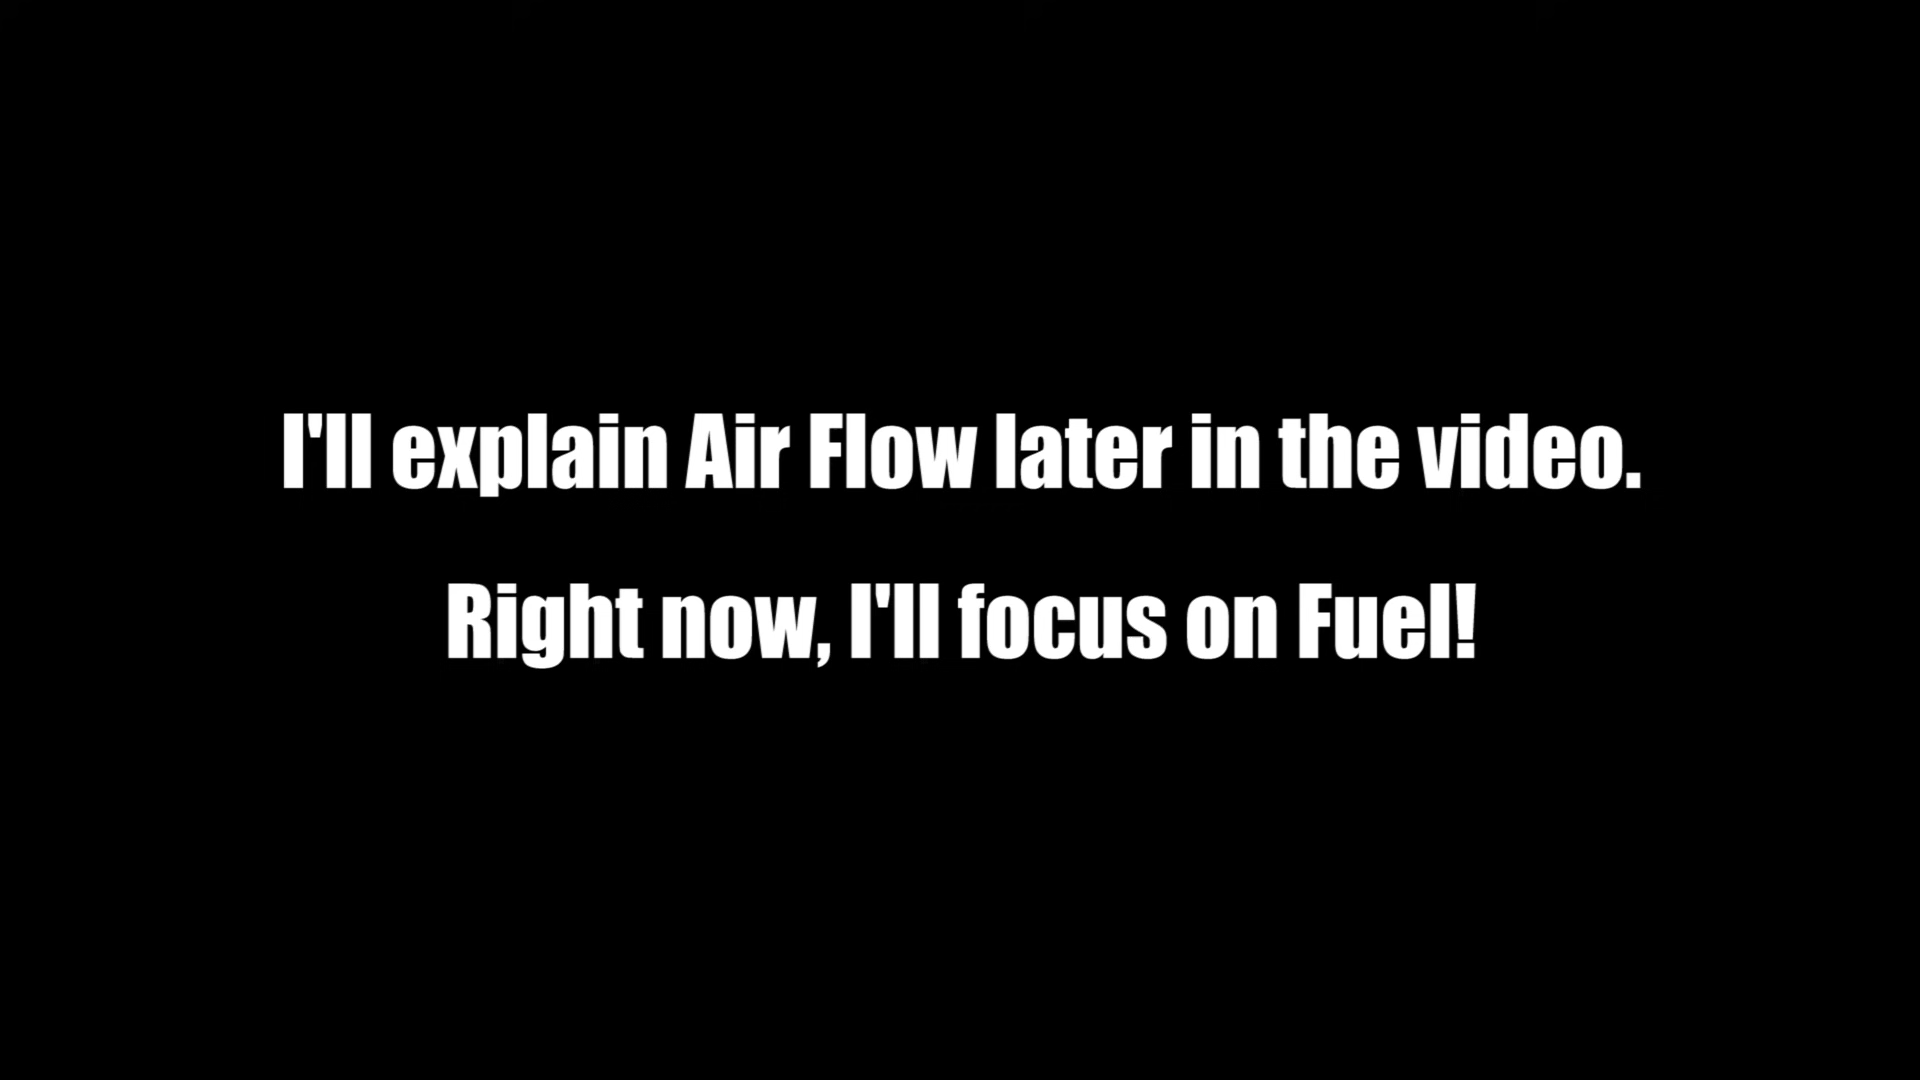 I'll explain Air Flow later in the video.
Right now, I'll focus on Fuel!